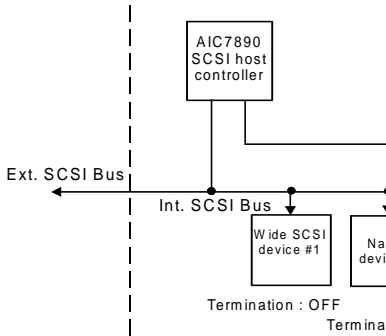 AIC7890
SCSI host
controller
Ext. SCSI Bus
Int. SCSI Bus
Wide SCSI
device #1
Termination : OFF